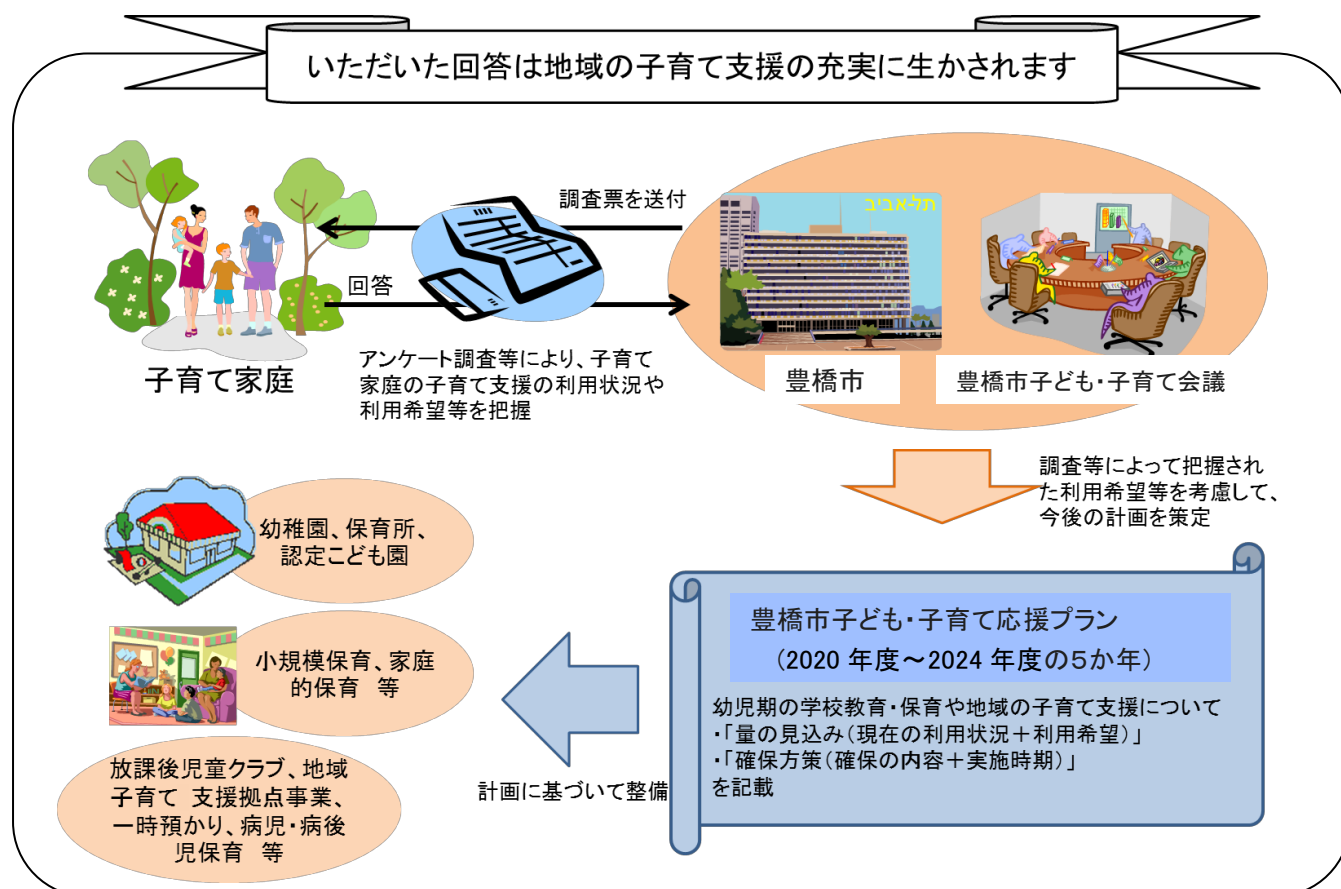 いただいた回答は地域の子育て支援の充実に生かされます
調査票を送付
回答
תל-אביב
子育て家庭
アンケート調査等により、子育て
家庭の子育て支援の利用状況や
利用希望等を把握
豊橋市
豊橋市子ども・子育て会議
調査等によって把握され
た利用希望等を考慮して、
今後の計画を策定
幼稚園、保育所、
認定こども園
小規模保育、家庭
的保育 等
放課後児童クラブ、地域
子育て 支援拠点事業、
一時預かり、病児・病後
児保育 等
計画に基づいて整備
豊橋市子ども・子育て応援プラン
（2020 年度～2024 年度の５か年）
幼児期の学校教育・保育や地域の子育て支援について
・「量の見込み（現在の利用状況＋利用希望）」
・「確保方策（確保の内容＋実施時期）」
を記載